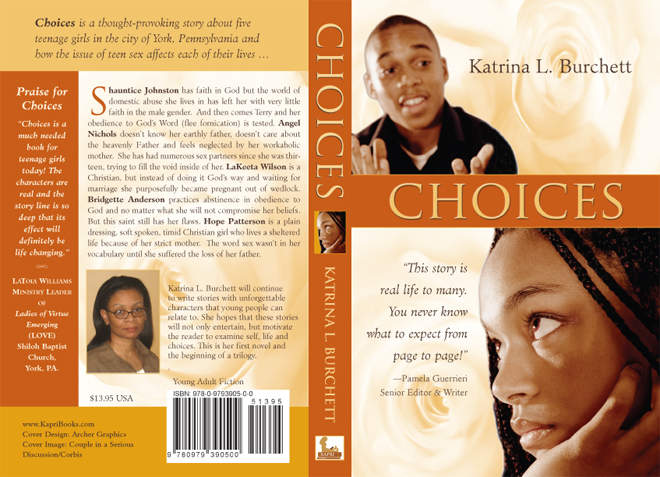 Choices is a thought-provoking story about five
teenage girls in the city of York, Pennsylvania and
how the issue of teen sex affects each of their lives …
Praise for
Choices
“Choices is a
much needed
book for
teenage girls
today! The
characters are
real and the
story line is so
deep that its
effect will
definitely be
life changing.”
LaToia Williams
Ministry Leader
of
Ladies of Virtue
Emerging
(LOVE)
Shiloh Baptist
Church,
York, PA.
Shauntice Johnston has faith in God but the world of
domestic abuse she lives in has left her with very little
faith in the male gender. And then comes Terry and her
obedience to God's Word (flee fornication) is tested. Angel
Nichols doesn't know her earthly father, doesn't care about
the heavenly Father and feels neglected by her workaholic
mother. She has had numerous sex partners since she was thir-
teen, trying to fill the void inside of her. LaKeeta Wilson is a
Christian, but instead of doing it God's way and waiting for
marriage she purposefully became pregnant out of wedlock.
Bridgette Anderson practices abstinence in obedience to
God and no matter what she will not compromise her beliefs.
But this saint still has her flaws. Hope Patterson is a plain
dressing, soft spoken, timid Christian girl who lives a sheltered
life because of her strict mother. The word sex wasn't in her
vocabulary until she suffered the loss of her father.
Katrina L. Burchett will continue
to write stories with unforgettable
characters that young people can
relate to. She hopes that these stories
will not only entertain, but motivate
the reader to examine self, life and
choices. This is her first novel and
the beginning of a trilogy.
Young Adult Fiction
$13.95 USA
ISBN: 978-0-9793905-0-0
51395
9 780979 390500
www.KapriBooks.com
Cover Design: Archer Graphics
Cover Image: Couple in a Serious
Discussion/Corbis
CHOICES
KATRINA L. BURCHETT
KAPRI
Katrina L. Burchett
CHOICES
“This story is
real life to many.
You never know
what to expect from
page to page!”
—Pamela Guerrieri
Senior Editor & Writer